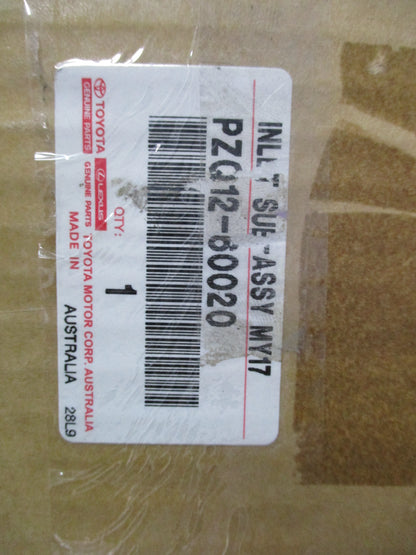 INLET SUB-ASSY MY17
PZQ12-60020
QTY:
1
TOYOTA
GENUINE PARTS
LEXUS
GENUINE PARTS
TOYOTA MOTOR CORP. AUSTRALIA
MADE IN
AUSTRALIA
28L9